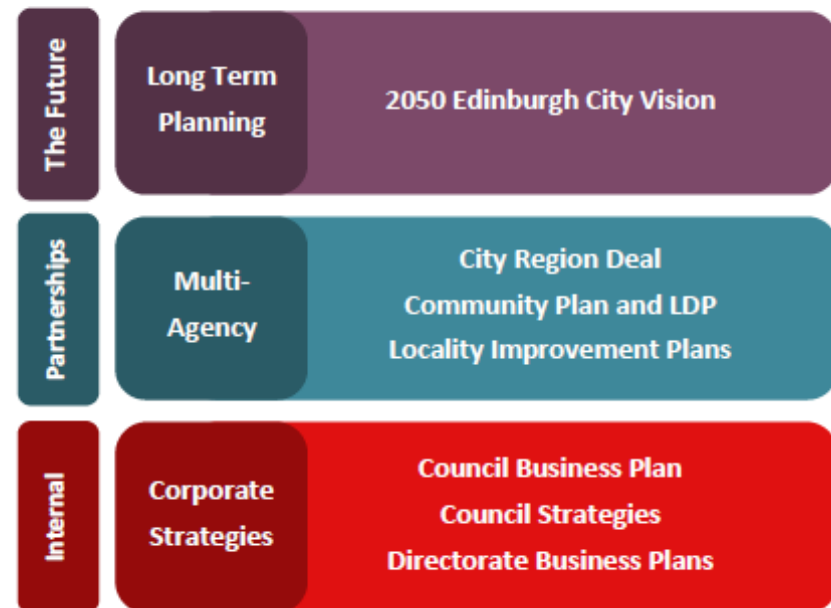 The Future
Long Term
Planning
2050 Edinburgh City Vision
Partnerships
Multi-
Agency
City Region Deal
Community Plan and LDP
Locality Improvement Plans
Internal
Corporate
Strategies
Council Business Plan
Council Strategies
Directorate Business Plans